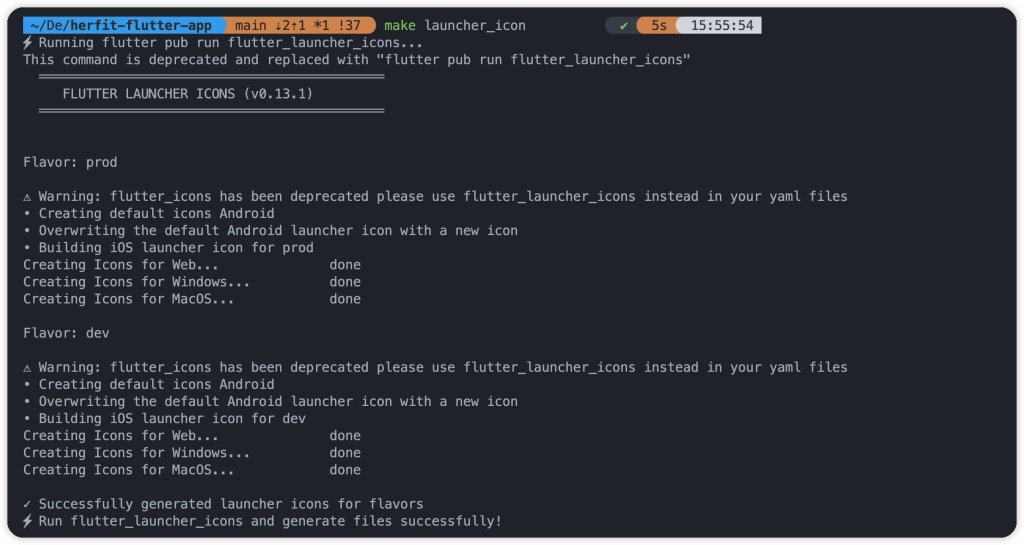 ~/De/herfit-flutter-app main ↓2↑1 *1 !37 make launcher_icon ✔ 5s 15:55:54
⚡Running flutter pub run flutter_launcher_icons...
This command is deprecated and replaced with "flutter pub run flutter_launcher_icons"
════════════════════════════════════════════
FLUTTER LAUNCHER ICONS (v0.13.1)
════════════════════════════════════════════
Flavor: prod
⚠ Warning: flutter_icons has been deprecated please use flutter_launcher_icons instead in your yaml files
• Creating default icons Android
• Overwriting the default Android launcher icon with a new icon
• Building iOS launcher icon for prod
Creating Icons for Web... done
Creating Icons for Windows... done
Creating Icons for MacOS... done
Flavor: dev
⚠ Warning: flutter_icons has been deprecated please use flutter_launcher_icons instead in your yaml files
• Creating default icons Android
• Overwriting the default Android launcher icon with a new icon
• Building iOS launcher icon for dev
Creating Icons for Web... done
Creating Icons for Windows... done
Creating Icons for MacOS... done
✓ Successfully generated launcher icons for flavors
⚡Run flutter_launcher_icons and generate files successfully!